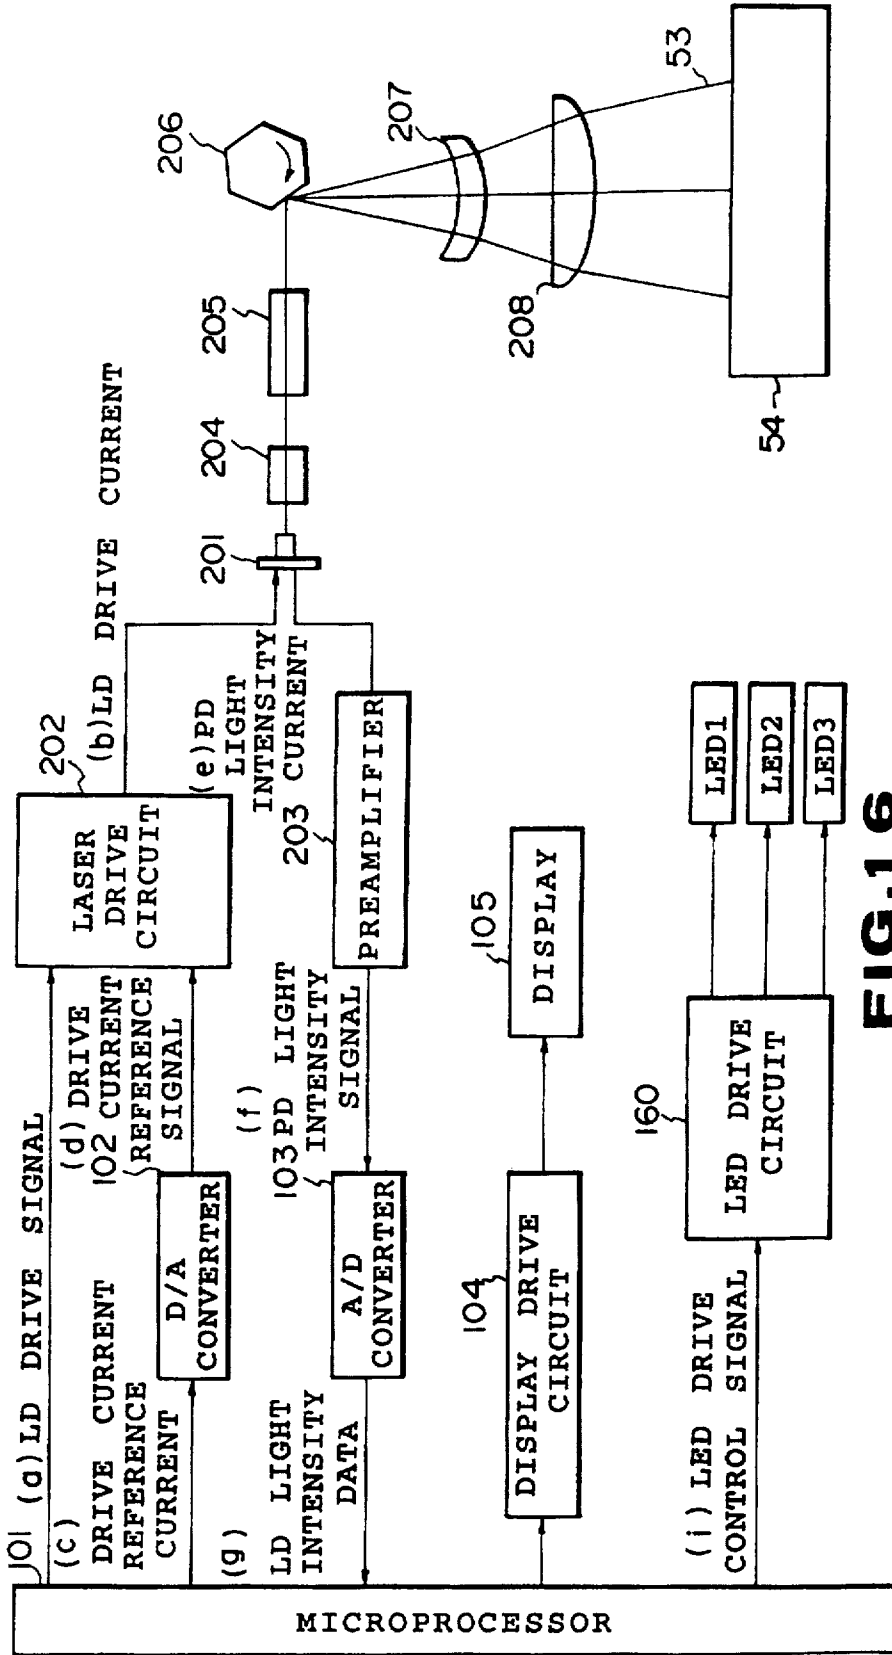 101
MICROPROCESSOR
(a) LD DRIVE SIGNAL
(c)
DRIVE CURRENT
REFERENCE
CURRENT
D/A
CONVERTER
102
(d) DRIVE
CURRENT
REFERENCE
SIGNAL
LASER
DRIVE
CIRCUIT
202
(b) LD DRIVE CURRENT
(e) PD
LIGHT
INTENSITY
CURRENT
201
204
205
206
207
208
53
54
(g)
LD LIGHT
INTENSITY
DATA
A/D
CONVERTER
103
(f)
PD LIGHT
INTENSITY
SIGNAL
PREAMPLIFIER
203
DISPLAY DRIVE
CIRCUIT
104
DISPLAY
105
(i) LED DRIVE
CONTROL SIGNAL
LED DRIVE
CIRCUIT
160
LED1
LED2
LED3
FIG.16